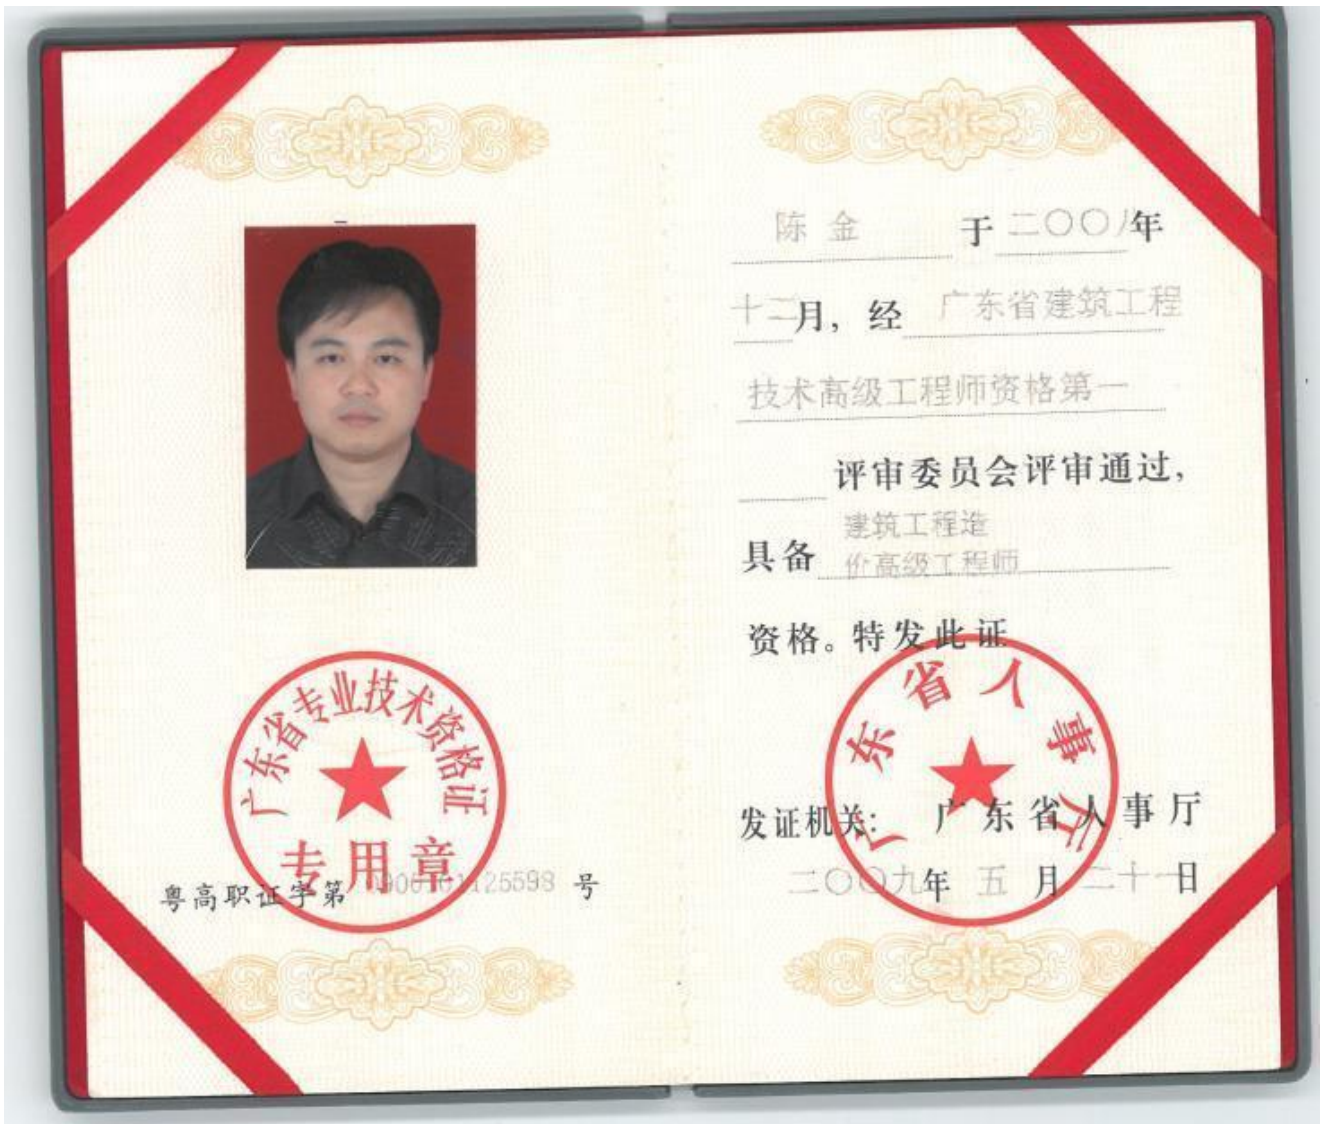 广东省专业技术资格证
专用章
粤高职证字第 0900101125598 号
陈金 于二〇〇八年
十二月，经 广东省建筑工程
技术高级工程师资格第一
评审委员会评审通过，
建筑工程造
具备 价高级工程师
资格。特发此证
广东省人事厅
发证机关: 广东省人事厅
二〇〇九年 五 月 二十一日